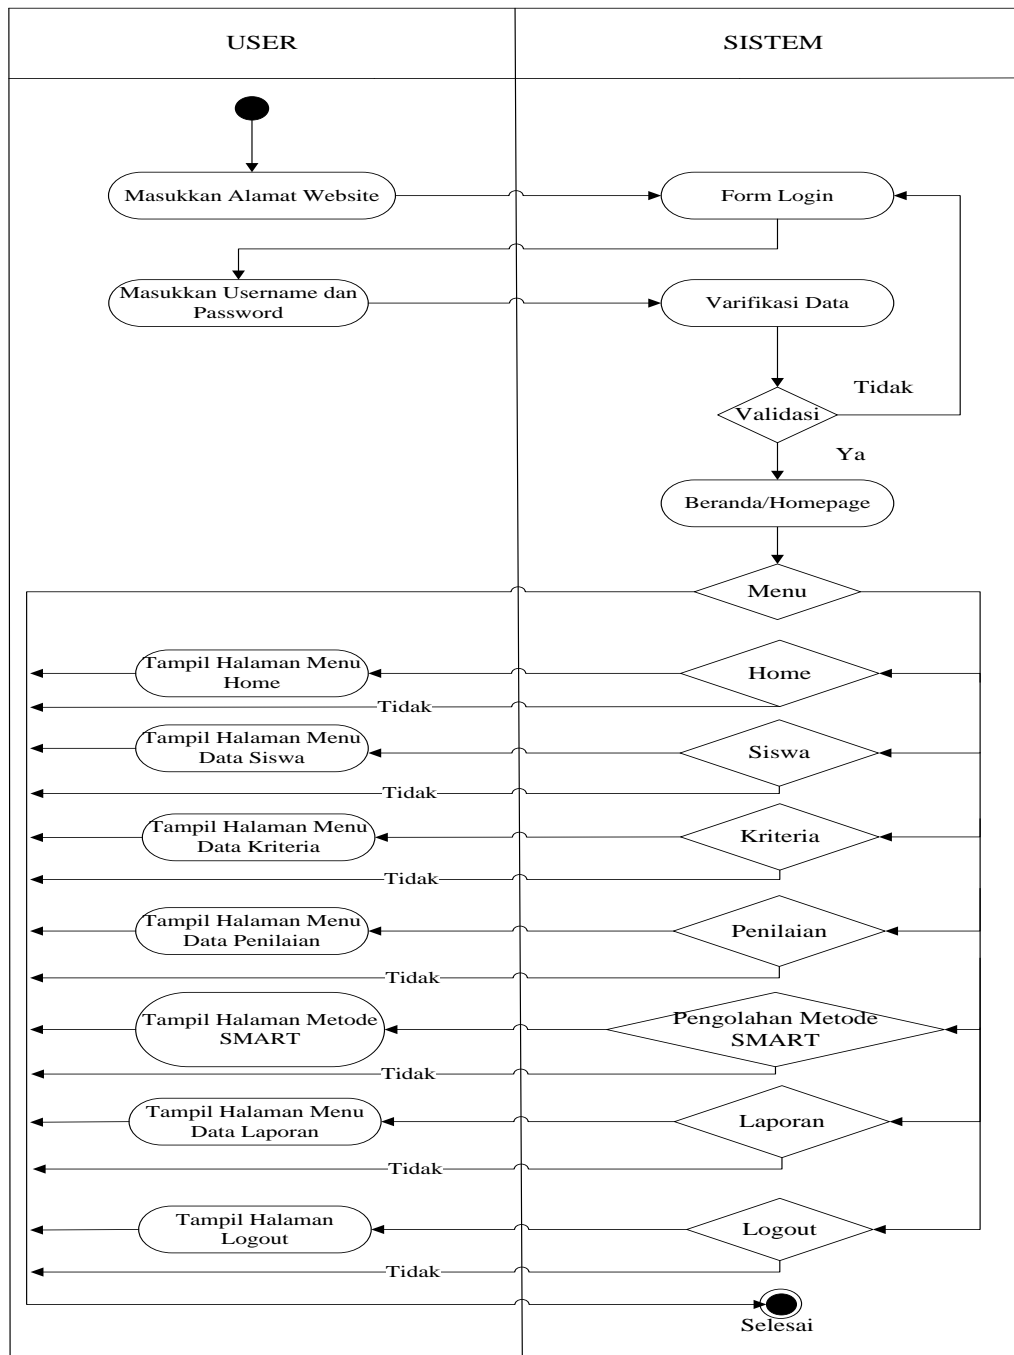 USER
SISTEM
Masukkan Alamat Website
Form Login
Masukkan Username dan
Password
Varifikasi Data
Tidak
Validasi
Ya
Beranda/Homepage
Menu
Tampil Halaman Menu
Home
Home
Tidak
Tampil Halaman Menu
Data Siswa
Siswa
Tidak
Tampil Halaman Menu
Data Kriteria
Kriteria
Tidak
Tampil Halaman Menu
Data Penilaian
Penilaian
Tidak
Tampil Halaman Metode
SMART
Pengolahan Metode
SMART
Tidak
Tampil Halaman Menu
Data Laporan
Laporan
Tidak
Tampil Halaman
Logout
Logout
Tidak
Selesai